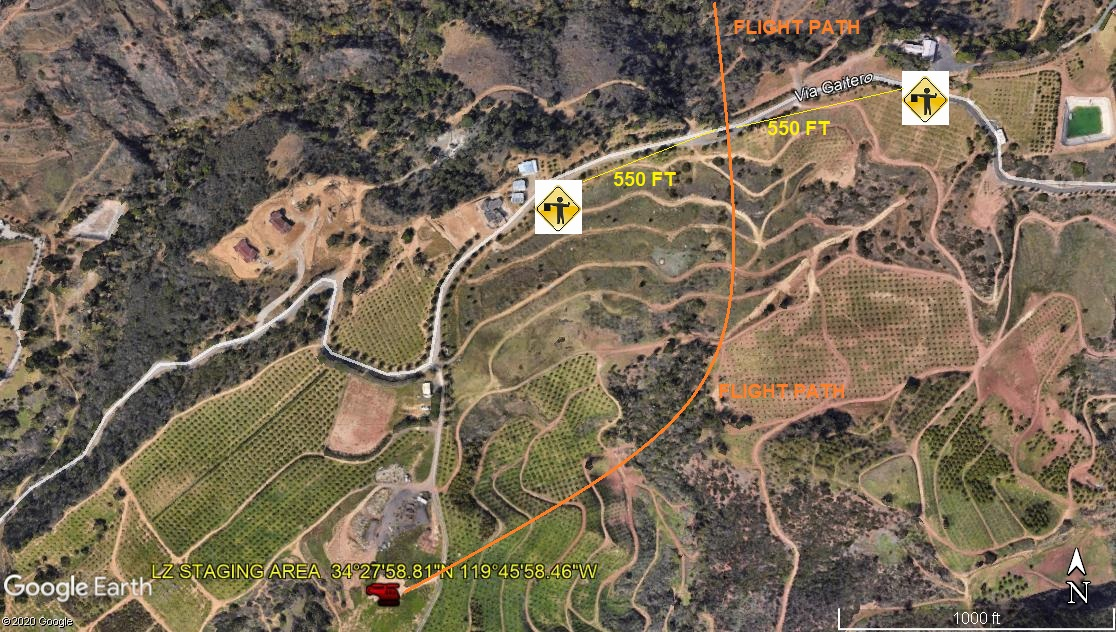 FLIGHT PATH
Via Gaitero
550 FT
550 FT
FLIGHT PATH
LZ STAGING AREA 34°27'58.81"N 119°45'58.46"W
Google Earth
N
©2020 Google
1000 ft